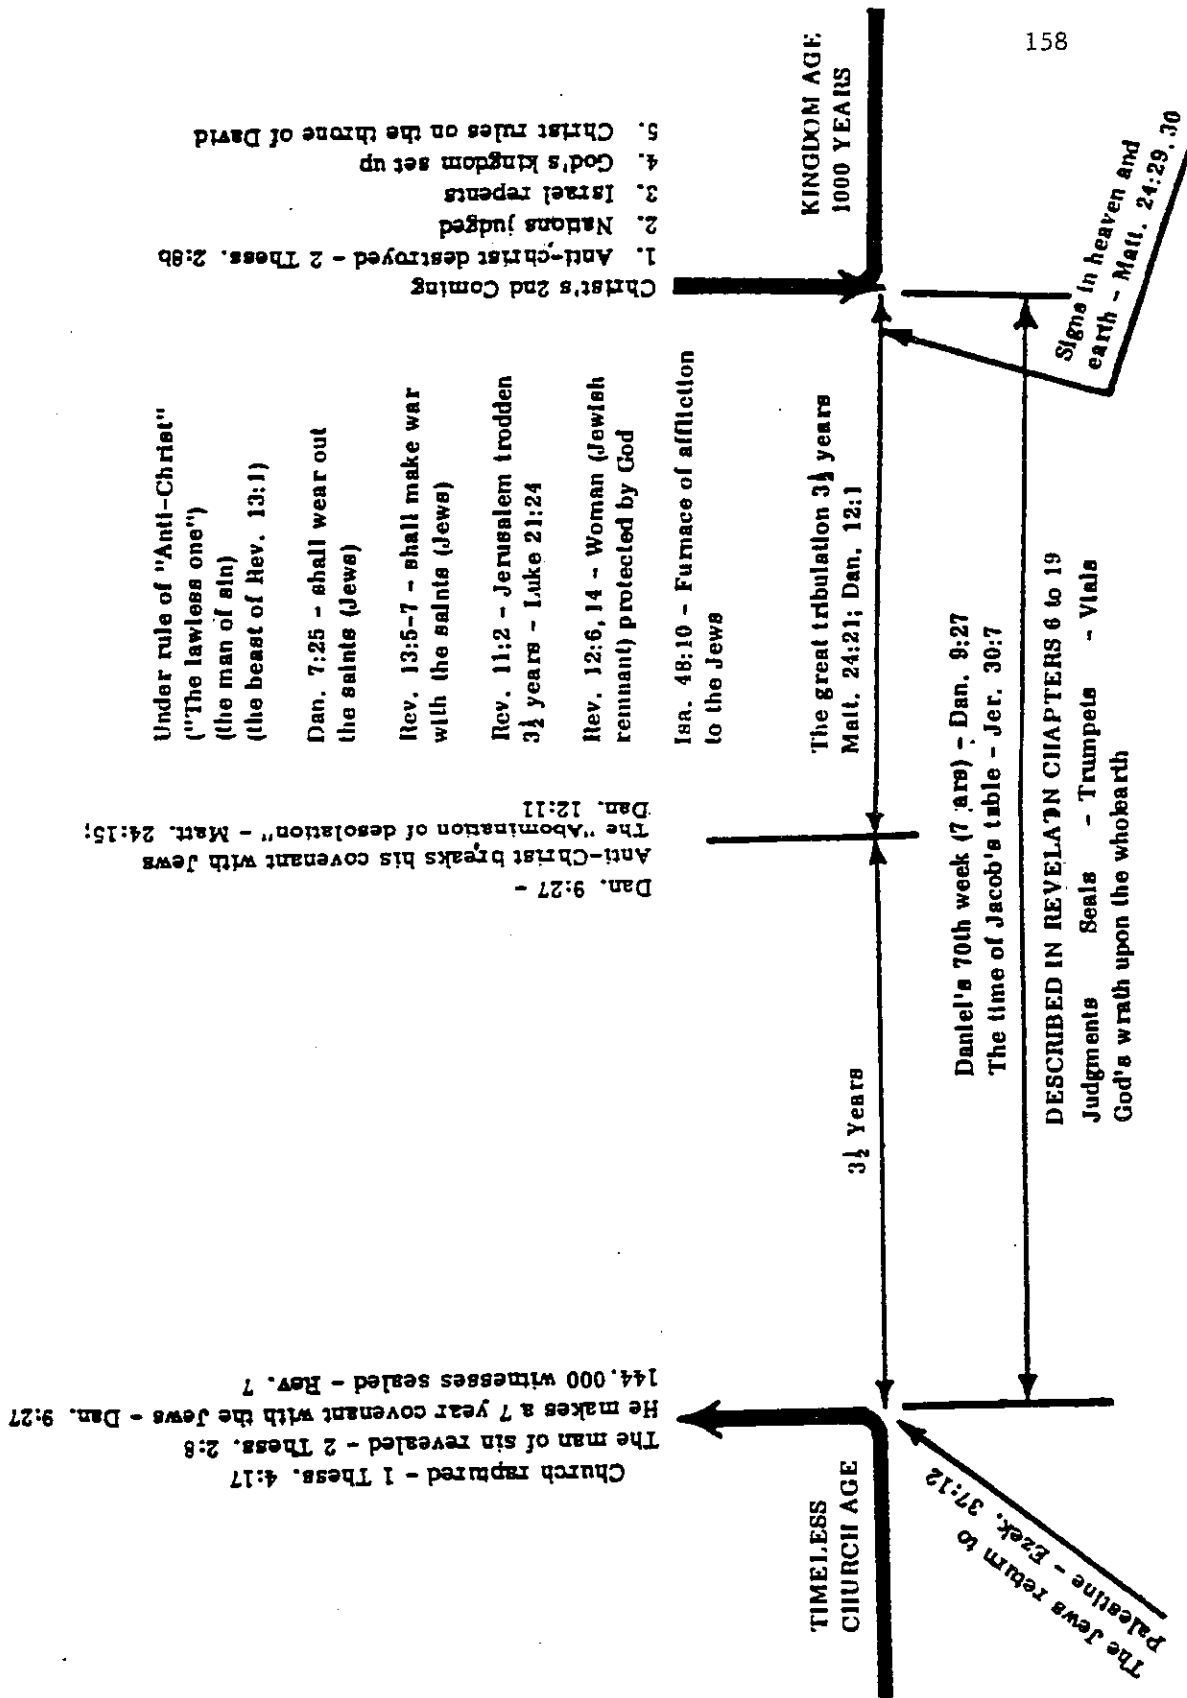 158
Church raptured - 1 Thess. 4:17
The man of sin revealed - 2 Thess. 2:8
He makes a 7 year covenant with the Jews - Dan. 9:27
144,000 witnesses sealed - Rev. 7
Dan. 9:27 -
Anti-Christ breaks his covenant with Jews
The "Abomination of desolation" - Matt. 24:15;
Dan. 12:11
Under rule of "Anti-Christ"
("The lawless one")
(the man of sin)
(the beast of Rev. 13:1)
Dan. 7:25 - shall wear out
the saints (Jews)
Rev. 13:5-7 - shall make war
with the saints (Jews)
Rev. 11:2 - Jerusalem trodden
3½ years - Luke 21:24
Rev. 12:6, 14 - Woman (Jewish
remnant) protected by God
Isa. 48:10 - Furnace of affliction
to the Jews
Christ's 2nd Coming
1. Anti-christ destroyed - 2 Thess. 2:8b
2. Nations judged
3. Israel repents
4. God's kingdom set up
5. Christ rules on the throne of David
TIMELESS
CHURCH AGE
3½ Years
The great tribulation 3½ years
Matt. 24:21; Dan. 12:1
KINGDOM AGE
1000 YEARS
The Jews return to
Palestine - Ezek. 37:12
Daniel's 70th week (7 ars) - Dan. 9:27
The time of Jacob's table - Jer. 30:7
DESCRIBED IN REVELATN CHAPTERS 6 to 19
Judgments Seals - Trumpets - Vials
God's wrath upon the wholearth
Signs in heaven and
earth - Matt. 24:29, 30